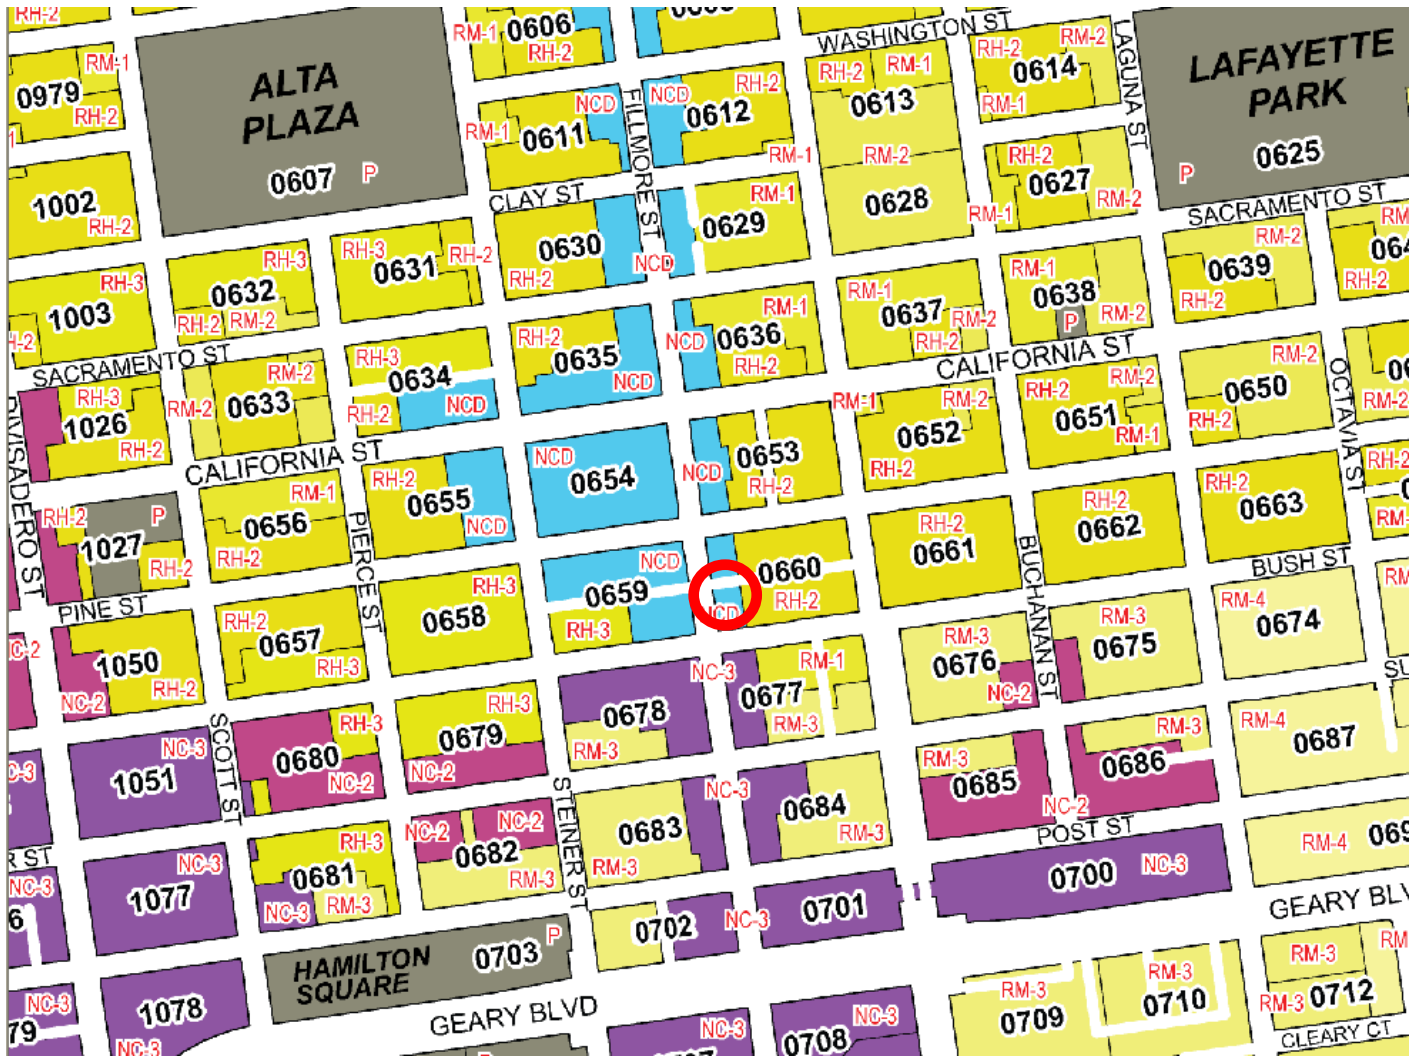 RH-2
0606
RM-1
RH-2
WASHINGTON ST
RH-2
RM-2
0614
RM-1
LAGUNA ST
LAFAYETTE
PARK
0625
P
RM-1
0979
RH-2
ALTA
PLAZA
0607
P
NCD
0611
RM-1
FILLMORE ST
NCD
0612
RH-2
RM-1
RH-2
RM-1
0613
RM-2
0628
RH-2
0627
RM-2
RM-1
1002
RH-2
CLAY ST
0630
RH-2
NCD
RM-1
0629
SACRAMENTO ST
RH-3
1003
RH-3
0632
RH-2
RM-2
RH-3
0631
RH-2
RM-1
0637
RM-2
RH-2
RM-1
0638
P
RM-2
RM-2
0639
RH-2
RH-2
SACRAMENTO ST
RH-3
0634
RH-2
NCD
RH-2
0635
NCD
NCD
RM-1
0636
RH-2
CALIFORNIA ST
RM-2
0650
RH-2
OCTAVIA ST
RM-2
RH-3
1026
RH-2
RM-2
0633
RM-2
CALIFORNIA ST
NCD
0654
NCD
0653
RH-2
RM-1
RM-2
0652
RH-2
RH-2
RM-2
0651
RM-1
DIVISADERO ST
RH-2
P
1027
RH-2
RM-1
0656
RH-2
PIERCE ST
RH-2
0655
NCD
RH-2
0661
RH-2
0662
RH-2
0663
RH-2
BUCHANAN ST
BUSH ST
PINE ST
RH-2
0657
RH-3
RH-3
0658
NCD
0659
RH-3
0660
RH-2
NCD
RM-4
0674
1050
NC-2
RH-2
NC-3
0678
RM-3
RM-1
0677
RM-3
RM-3
0676
NC-2
RM-3
0675
SCOTT ST
RH-3
0680
NC-2
RH-3
0679
NC-2
RM-4
0687
NC-3
1051
RM-3
0685
NC-2
RM-3
0686
STEINER ST
NC-2
NC-2
0682
RM-3
0683
RM-3
NC-3
0684
RM-3
POST ST
RM-4
NC-3
1077
RH-3
0681
NC-3
RM-3
NC-3
0702
NC-3
0701
0700
NC-3
GEARY BLV
HAMILTON
SQUARE
0703
P
NC-3
1078
NC-3
GEARY BLVD
NC-3
NC-3
0708
RM-3
0709
RM-3
0710
RM-3
RM-3
0712
CLEARY CT